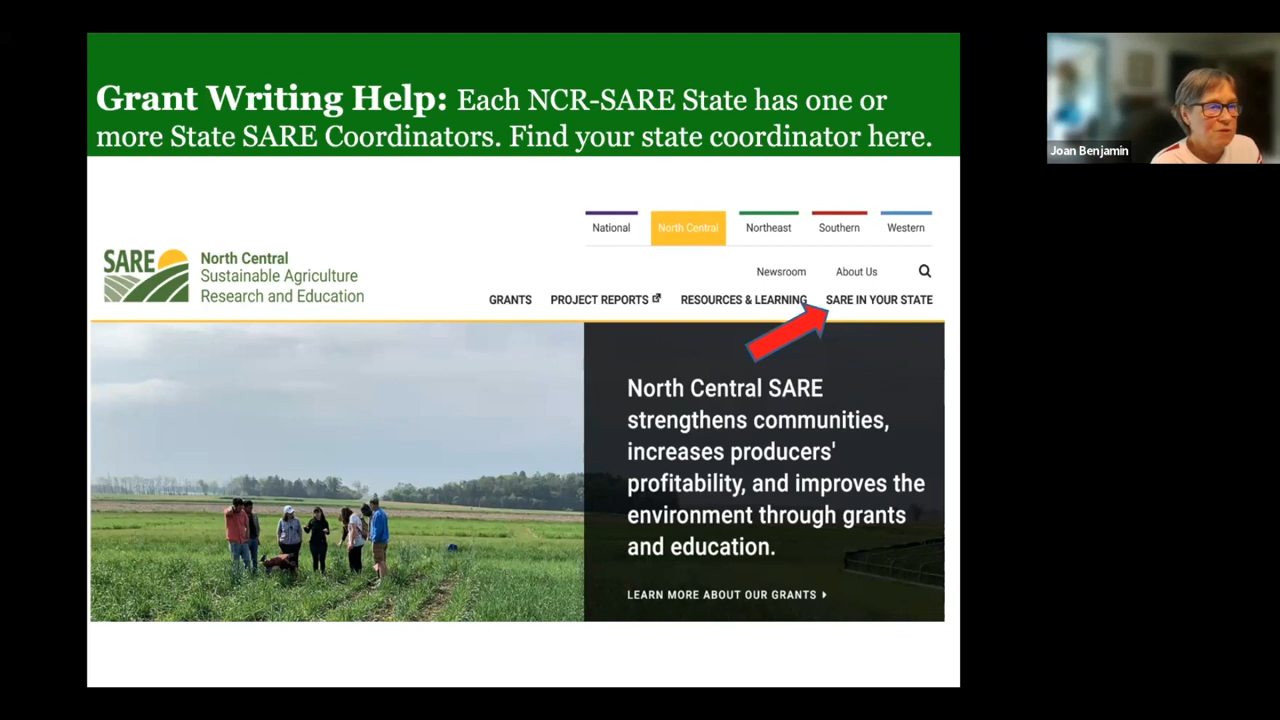 Grant Writing Help: Each NCR-SARE State has one or
more State SARE Coordinators. Find your state coordinator here.
Joan Benjamin
National North Central Northeast Southern Western
SARE
North Central
Sustainable Agriculture
Research and Education
Newsroom About Us
GRANTS PROJECT REPORTS RESOURCES & LEARNING SARE IN YOUR STATE
North Central SARE
strengthens communities,
increases producers'
profitability, and improves the
environment through grants
and education.
LEARN MORE ABOUT OUR GRANTS